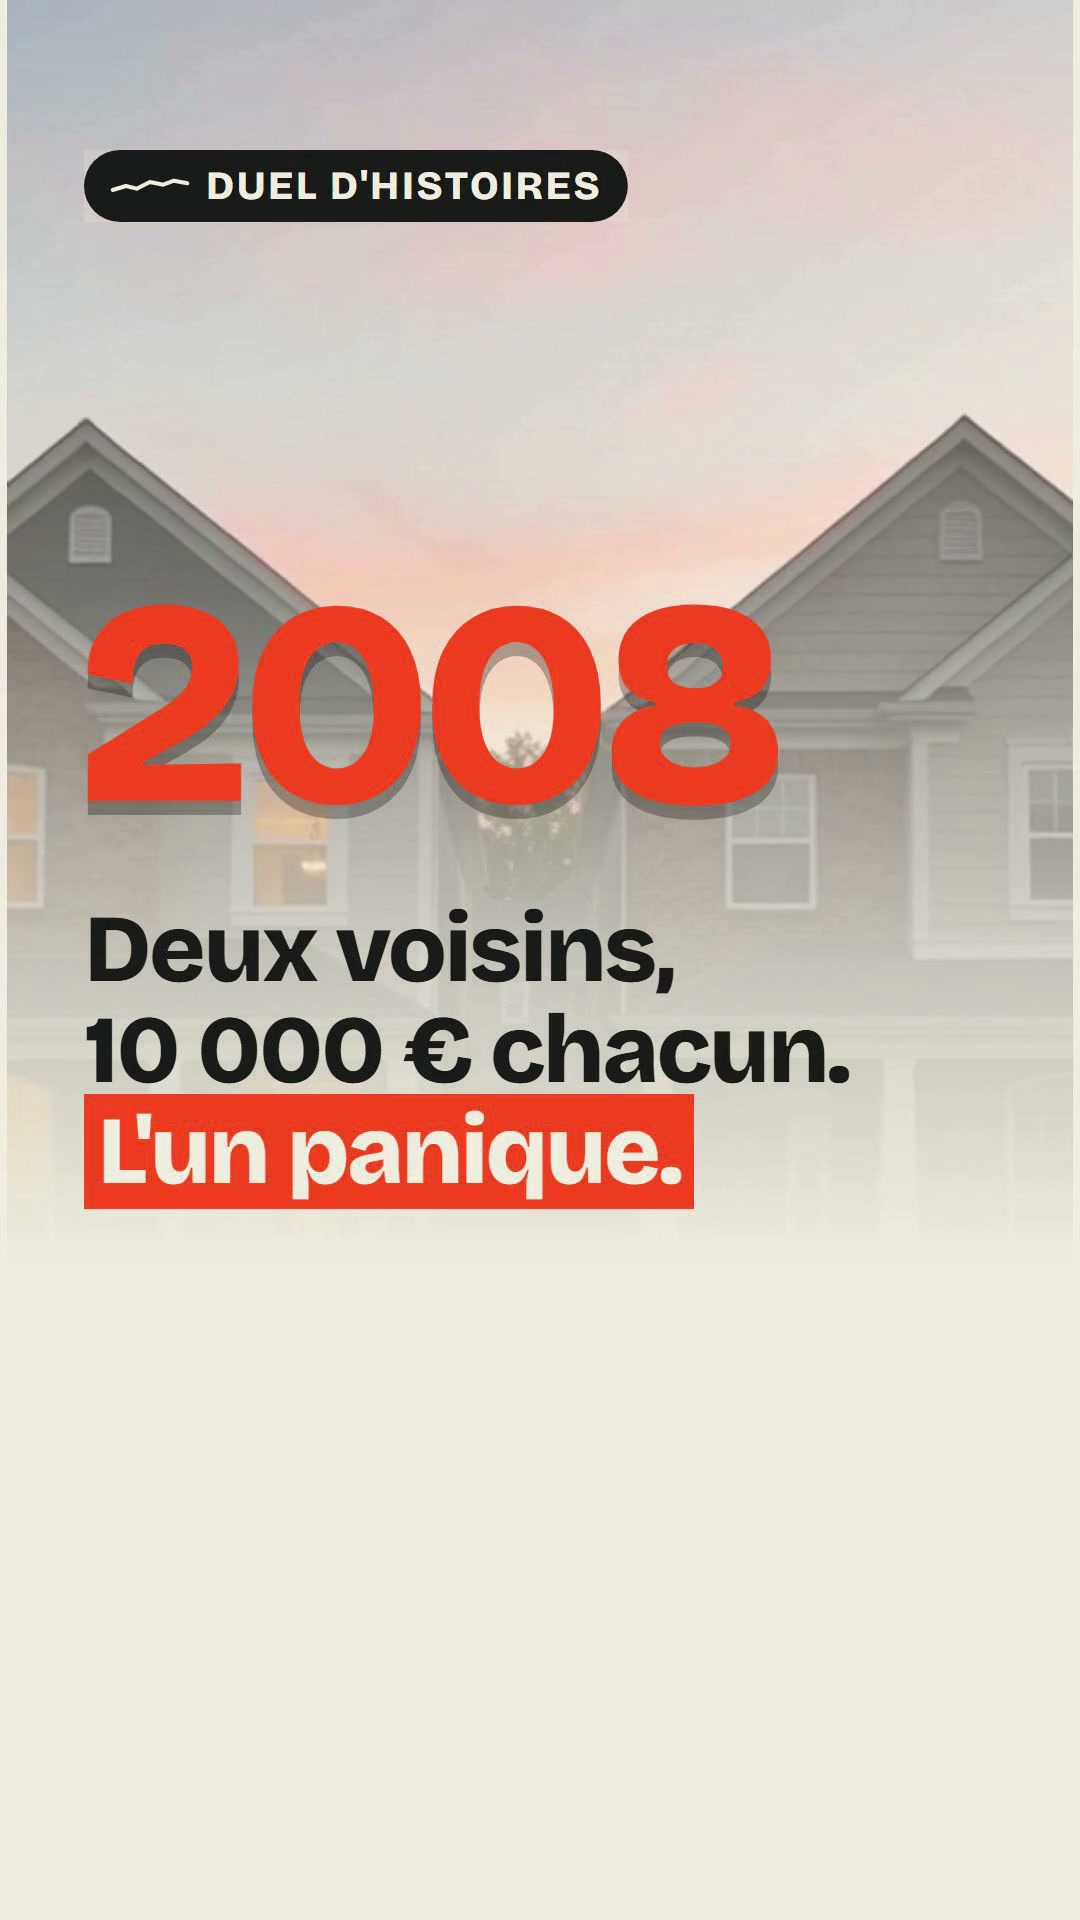 DUEL D'HISTOIRES
2008
Deux voisins,
10 000 € chacun.
L'un panique.